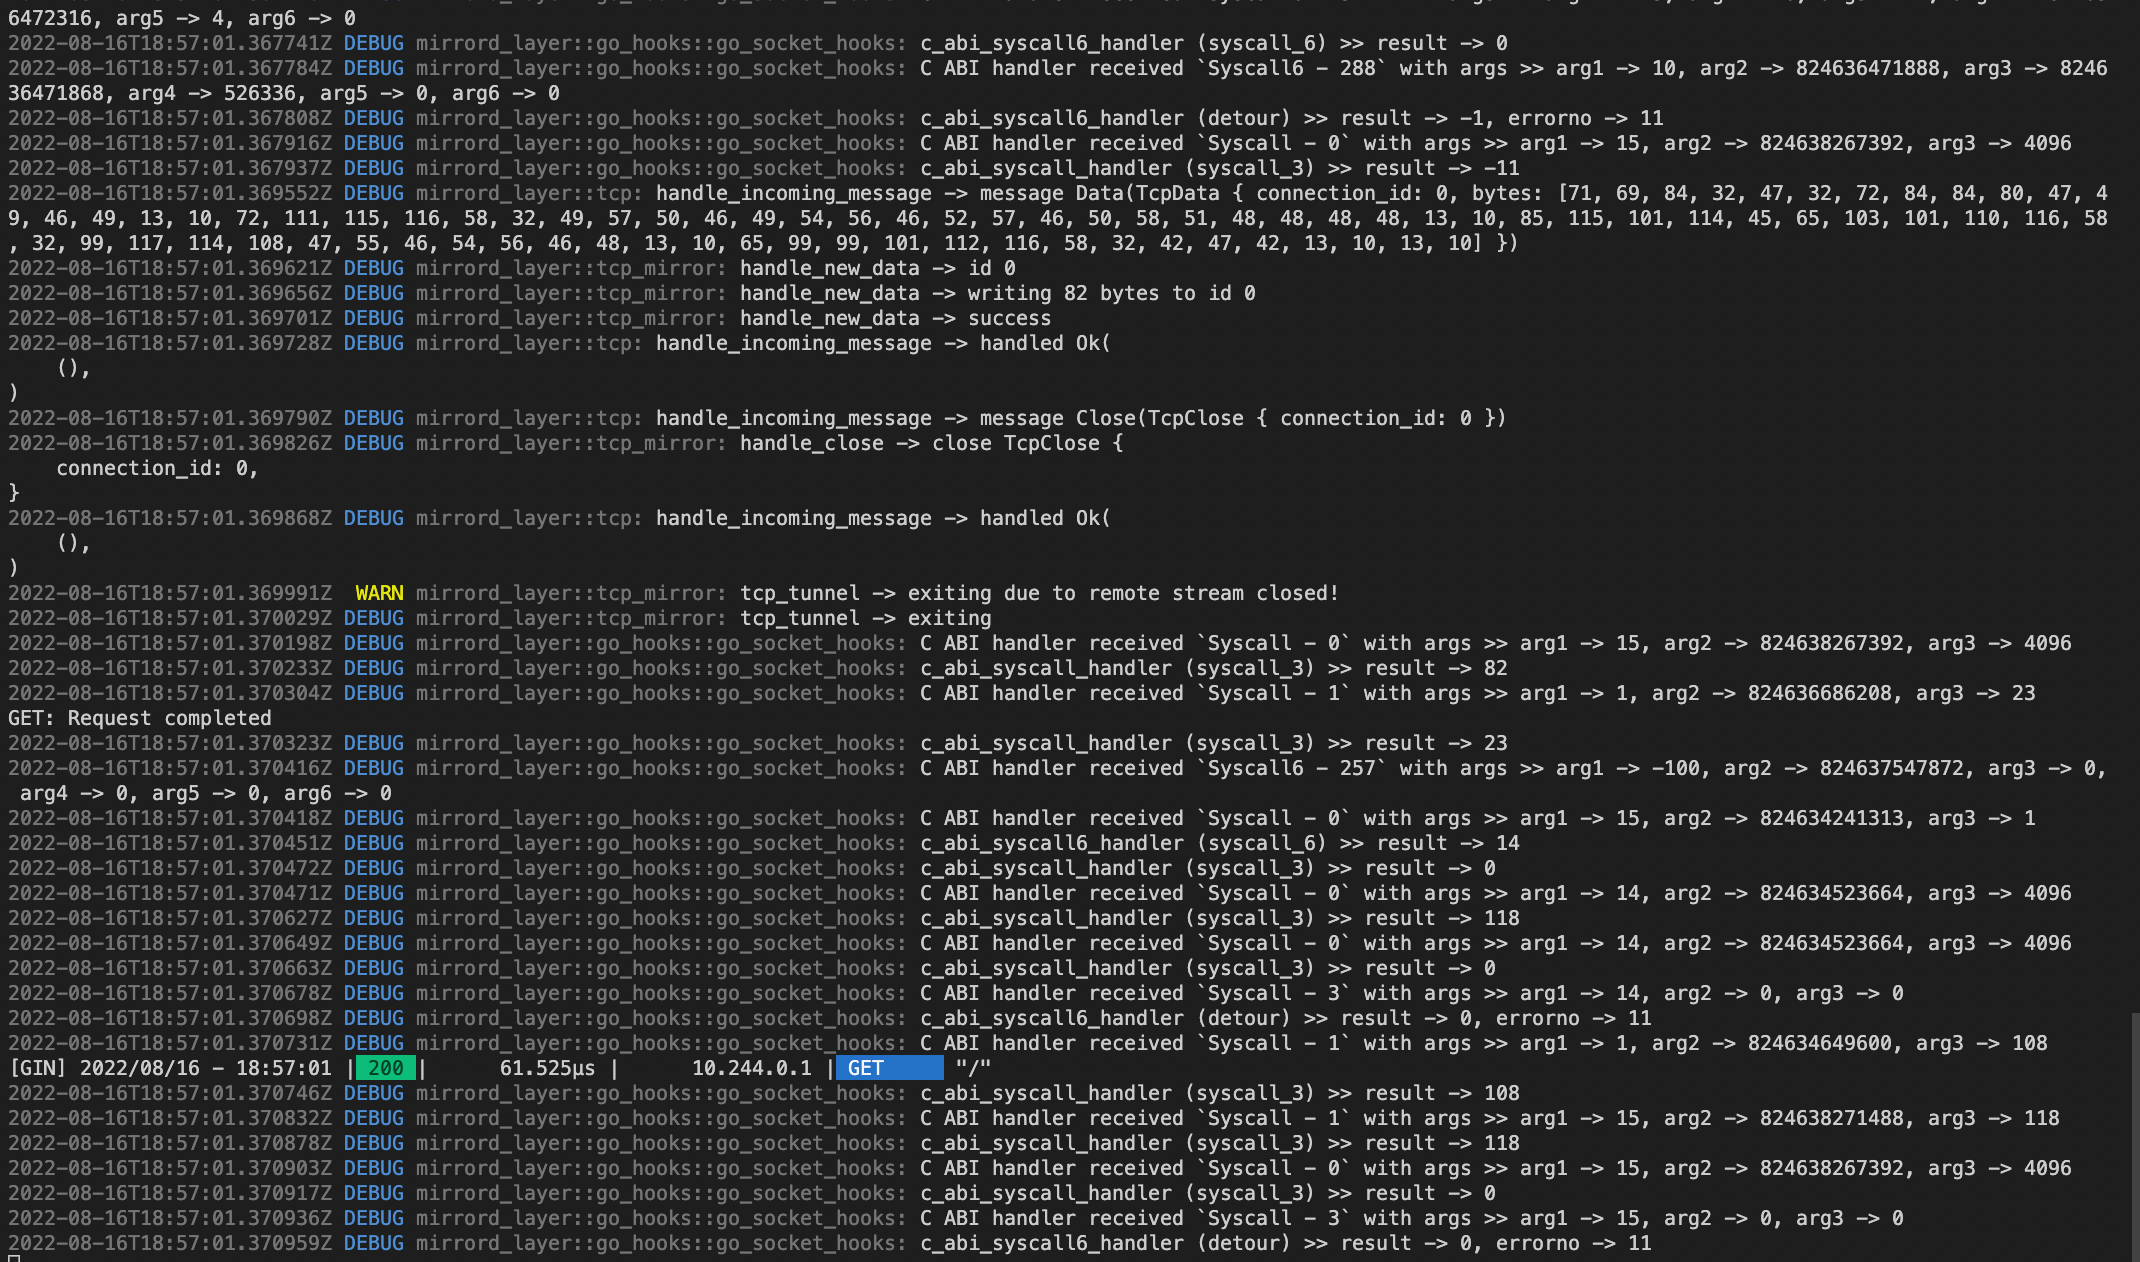 6472316, arg5 -> 4, arg6 -> 0
2022-08-16T18:57:01.367741Z DEBUG mirrord_layer::go_hooks::go_socket_hooks: c_abi_syscall6_handler (syscall_6) >> result -> 0
2022-08-16T18:57:01.367784Z DEBUG mirrord_layer::go_hooks::go_socket_hooks: C ABI handler received `Syscall6 - 288` with args >> arg1 -> 10, arg2 -> 824636471888, arg3 -> 8246
36471868, arg4 -> 526336, arg5 -> 0, arg6 -> 0
2022-08-16T18:57:01.367808Z DEBUG mirrord_layer::go_hooks::go_socket_hooks: c_abi_syscall6_handler (detour) >> result -> -1, errorno -> 11
2022-08-16T18:57:01.367916Z DEBUG mirrord_layer::go_hooks::go_socket_hooks: C ABI handler received `Syscall - 0` with args >> arg1 -> 15, arg2 -> 824638267392, arg3 -> 4096
2022-08-16T18:57:01.367937Z DEBUG mirrord_layer::go_hooks::go_socket_hooks: c_abi_syscall_handler (syscall_3) >> result -> -11
2022-08-16T18:57:01.369552Z DEBUG mirrord_layer::tcp: handle_incoming_message -> message Data(TcpData { connection_id: 0, bytes: [71, 69, 84, 32, 47, 32, 72, 84, 84, 80, 47, 4
9, 46, 49, 13, 10, 72, 111, 115, 116, 58, 32, 49, 57, 50, 46, 49, 54, 56, 46, 52, 57, 46, 50, 58, 51, 48, 48, 48, 48, 13, 10, 85, 115, 101, 114, 45, 65, 103, 101, 110, 116, 58
, 32, 99, 117, 114, 108, 47, 55, 46, 54, 56, 46, 48, 13, 10, 65, 99, 99, 101, 112, 116, 58, 32, 42, 47, 42, 13, 10, 13, 10] })
2022-08-16T18:57:01.369621Z DEBUG mirrord_layer::tcp_mirror: handle_new_data -> id 0
2022-08-16T18:57:01.369656Z DEBUG mirrord_layer::tcp_mirror: handle_new_data -> writing 82 bytes to id 0
2022-08-16T18:57:01.369701Z DEBUG mirrord_layer::tcp_mirror: handle_new_data -> success
2022-08-16T18:57:01.369728Z DEBUG mirrord_layer::tcp: handle_incoming_message -> handled Ok(
    (),
)
2022-08-16T18:57:01.369790Z DEBUG mirrord_layer::tcp: handle_incoming_message -> message Close(TcpClose { connection_id: 0 })
2022-08-16T18:57:01.369826Z DEBUG mirrord_layer::tcp_mirror: handle_close -> close TcpClose {
    connection_id: 0,
}
2022-08-16T18:57:01.369868Z DEBUG mirrord_layer::tcp: handle_incoming_message -> handled Ok(
    (),
)
2022-08-16T18:57:01.369991Z  WARN mirrord_layer::tcp_mirror: tcp_tunnel -> exiting due to remote stream closed!
2022-08-16T18:57:01.370029Z DEBUG mirrord_layer::tcp_mirror: tcp_tunnel -> exiting
2022-08-16T18:57:01.370198Z DEBUG mirrord_layer::go_hooks::go_socket_hooks: C ABI handler received `Syscall - 0` with args >> arg1 -> 15, arg2 -> 824638267392, arg3 -> 4096
2022-08-16T18:57:01.370233Z DEBUG mirrord_layer::go_hooks::go_socket_hooks: c_abi_syscall_handler (syscall_3) >> result -> 82
2022-08-16T18:57:01.370304Z DEBUG mirrord_layer::go_hooks::go_socket_hooks: C ABI handler received `Syscall - 1` with args >> arg1 -> 1, arg2 -> 824636686208, arg3 -> 23
GET: Request completed
2022-08-16T18:57:01.370323Z DEBUG mirrord_layer::go_hooks::go_socket_hooks: c_abi_syscall_handler (syscall_3) >> result -> 23
2022-08-16T18:57:01.370416Z DEBUG mirrord_layer::go_hooks::go_socket_hooks: C ABI handler received `Syscall6 - 257` with args >> arg1 -> -100, arg2 -> 824637547872, arg3 -> 0,
 arg4 -> 0, arg5 -> 0, arg6 -> 0
2022-08-16T18:57:01.370418Z DEBUG mirrord_layer::go_hooks::go_socket_hooks: C ABI handler received `Syscall - 0` with args >> arg1 -> 15, arg2 -> 824634241313, arg3 -> 1
2022-08-16T18:57:01.370451Z DEBUG mirrord_layer::go_hooks::go_socket_hooks: c_abi_syscall6_handler (syscall_6) >> result -> 14
2022-08-16T18:57:01.370472Z DEBUG mirrord_layer::go_hooks::go_socket_hooks: c_abi_syscall_handler (syscall_3) >> result -> 0
2022-08-16T18:57:01.370471Z DEBUG mirrord_layer::go_hooks::go_socket_hooks: C ABI handler received `Syscall - 0` with args >> arg1 -> 14, arg2 -> 824634523664, arg3 -> 4096
2022-08-16T18:57:01.370627Z DEBUG mirrord_layer::go_hooks::go_socket_hooks: c_abi_syscall_handler (syscall_3) >> result -> 118
2022-08-16T18:57:01.370649Z DEBUG mirrord_layer::go_hooks::go_socket_hooks: C ABI handler received `Syscall - 0` with args >> arg1 -> 14, arg2 -> 824634523664, arg3 -> 4096
2022-08-16T18:57:01.370663Z DEBUG mirrord_layer::go_hooks::go_socket_hooks: c_abi_syscall_handler (syscall_3) >> result -> 0
2022-08-16T18:57:01.370678Z DEBUG mirrord_layer::go_hooks::go_socket_hooks: C ABI handler received `Syscall - 3` with args >> arg1 -> 14, arg2 -> 0, arg3 -> 0
2022-08-16T18:57:01.370698Z DEBUG mirrord_layer::go_hooks::go_socket_hooks: c_abi_syscall6_handler (detour) >> result -> 0, errorno -> 11
2022-08-16T18:57:01.370731Z DEBUG mirrord_layer::go_hooks::go_socket_hooks: C ABI handler received `Syscall - 1` with args >> arg1 -> 1, arg2 -> 824634649600, arg3 -> 108
[GIN] 2022/08/16 - 18:57:01 | 200 |      61.525µs |      10.244.0.1 | GET      "/"
2022-08-16T18:57:01.370746Z DEBUG mirrord_layer::go_hooks::go_socket_hooks: c_abi_syscall_handler (syscall_3) >> result -> 108
2022-08-16T18:57:01.370832Z DEBUG mirrord_layer::go_hooks::go_socket_hooks: C ABI handler received `Syscall - 1` with args >> arg1 -> 15, arg2 -> 824638271488, arg3 -> 118
2022-08-16T18:57:01.370878Z DEBUG mirrord_layer::go_hooks::go_socket_hooks: c_abi_syscall_handler (syscall_3) >> result -> 118
2022-08-16T18:57:01.370903Z DEBUG mirrord_layer::go_hooks::go_socket_hooks: C ABI handler received `Syscall - 0` with args >> arg1 -> 15, arg2 -> 824638267392, arg3 -> 4096
2022-08-16T18:57:01.370917Z DEBUG mirrord_layer::go_hooks::go_socket_hooks: c_abi_syscall_handler (syscall_3) >> result -> 0
2022-08-16T18:57:01.370936Z DEBUG mirrord_layer::go_hooks::go_socket_hooks: C ABI handler received `Syscall - 3` with args >> arg1 -> 15, arg2 -> 0, arg3 -> 0
2022-08-16T18:57:01.370959Z DEBUG mirrord_layer::go_hooks::go_socket_hooks: c_abi_syscall6_handler (detour) >> result -> 0, errorno -> 11